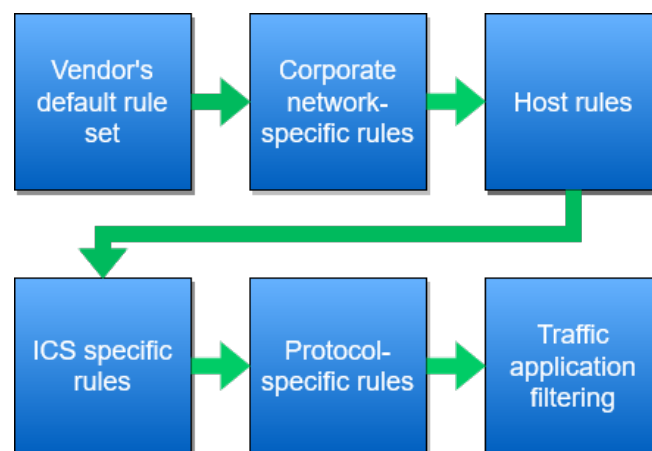 Vendor's
default rule
set
Corporate
network-
specific rules
Host rules
ICS specific
rules
Protocol-
specific rules
Traffic
application
filtering